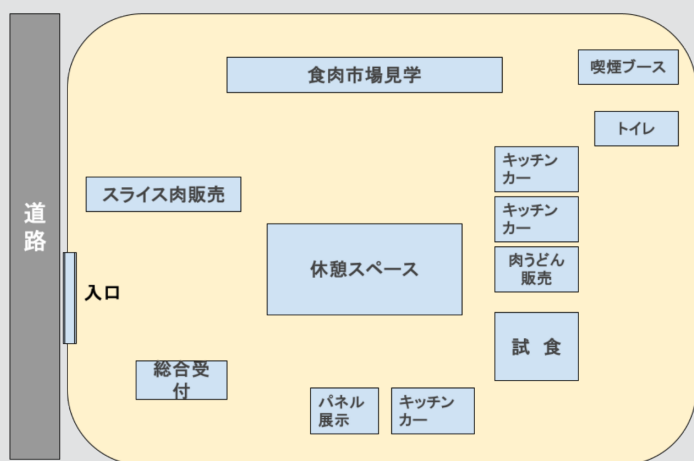 食肉市場見学
喫煙ブース
トイレ
キッチン
カー
スライス肉販売
キッチン
カー
道
路
肉うどん
販売
休憩スペース
入口
試 食
総合受
付
パネル
展示
キッチン
カー